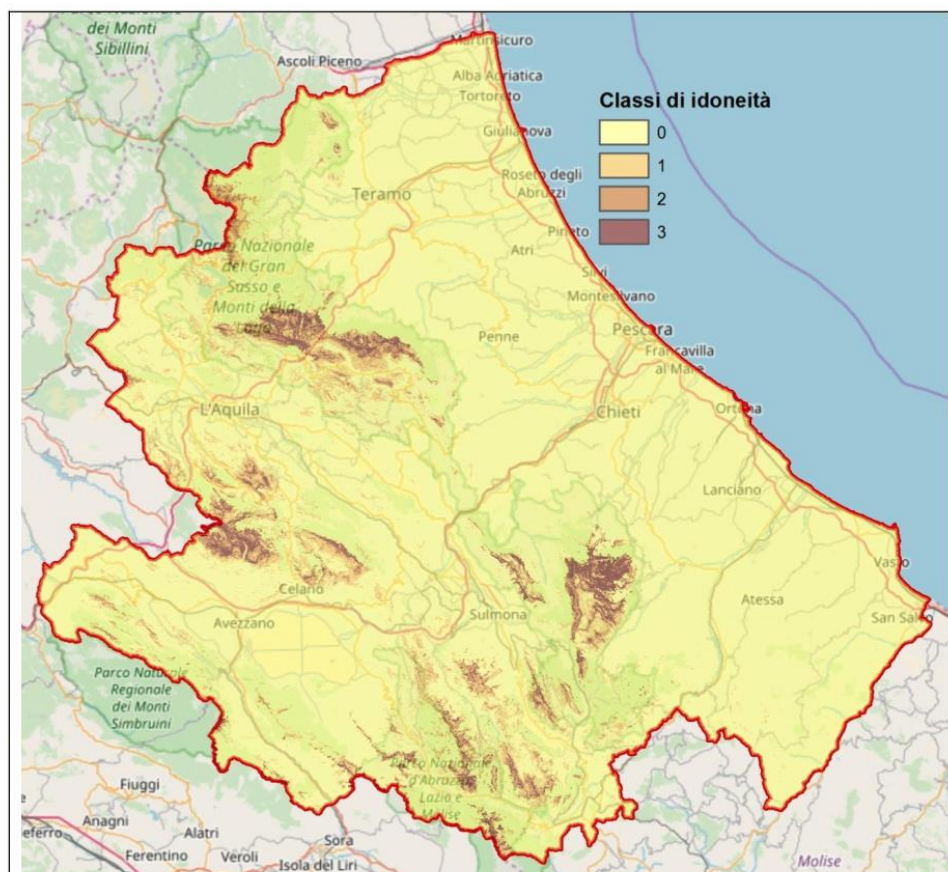 Parco Nazionale
dei Monti
Sibillini
Ascoli Piceno
Martinsicuro
Alba Adriatica
Tortoreto
Giulianova
Classi di idoneità
0
1
2
3
Teramo
Roseto degli
Abruzzi
Pineto
Atri
Silvi
Parco Nazionale
del Gran
Sasso e
Monti della
Laga
Montesilvano
Penne
Pescara
Francavilla
al Mare
L'Aquila
Chieti
Ortona
Lanciano
Vasto
Celano
Sulmona
Atessa
San Salvo
Avezzano
Parco Naturale
Regionale
dei Monti
Simbruini
Parco Nazionale
d'Abruzzo
Lazio e
Molise
Fiuggi
Anagni
Alatri
Sora
Ferentino
Veroli
Isola del Liri
Molise